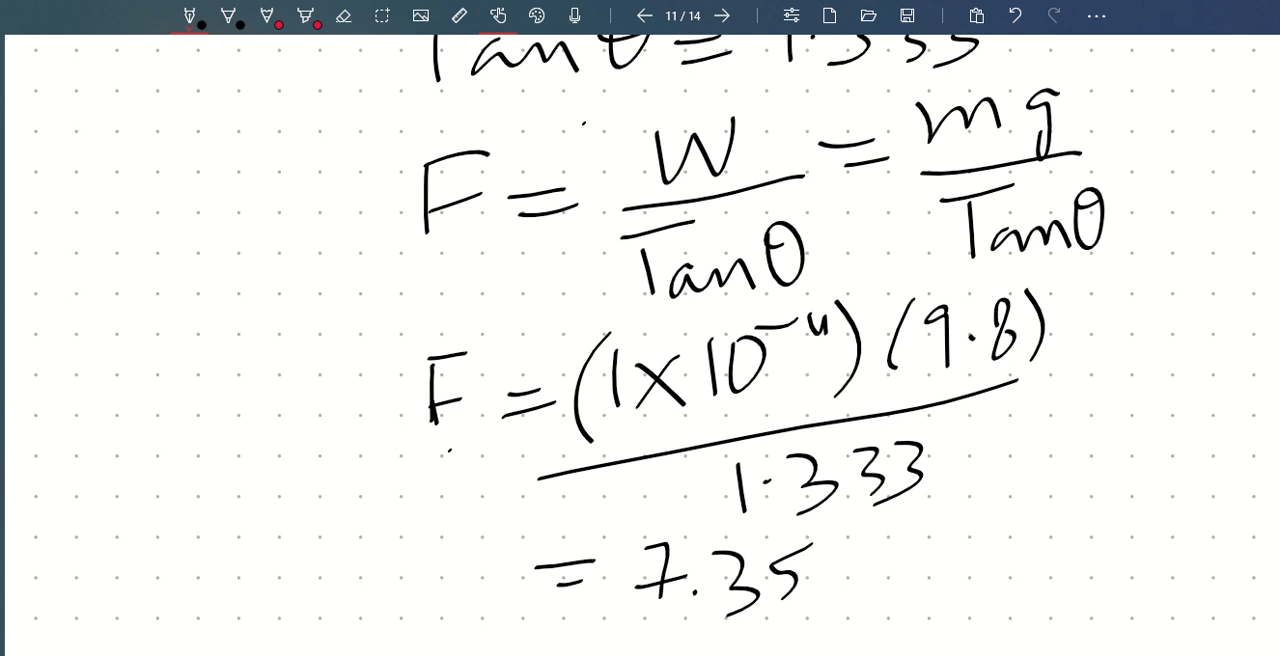 11 / 14
Tanθ = 1.333
F = W/Tanθ = mg/Tanθ
F = (1×10⁻⁴)(9.8)/1.333
= 7.35